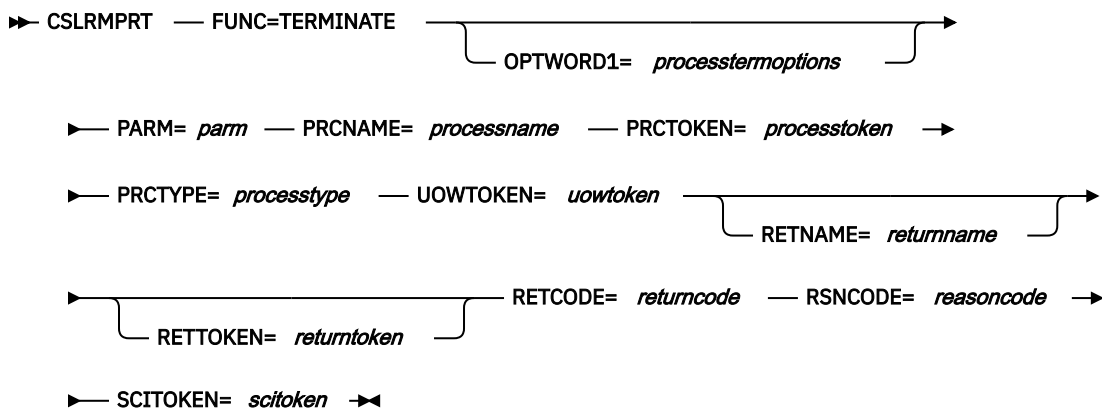 CSLRMPRT FUNC=TERMINATE
OPTWORD1= processtermoptions
PARM= parm PRCNAME= processname PRCTOKEN= processtoken
PRCTYPE= processtype UOWTOKEN= uowtoken
RETNAME= returnname
RETCODE= returncode RSNCODE= reasoncode
RETTOKEN= returntoken
SCITOKEN= scitoken